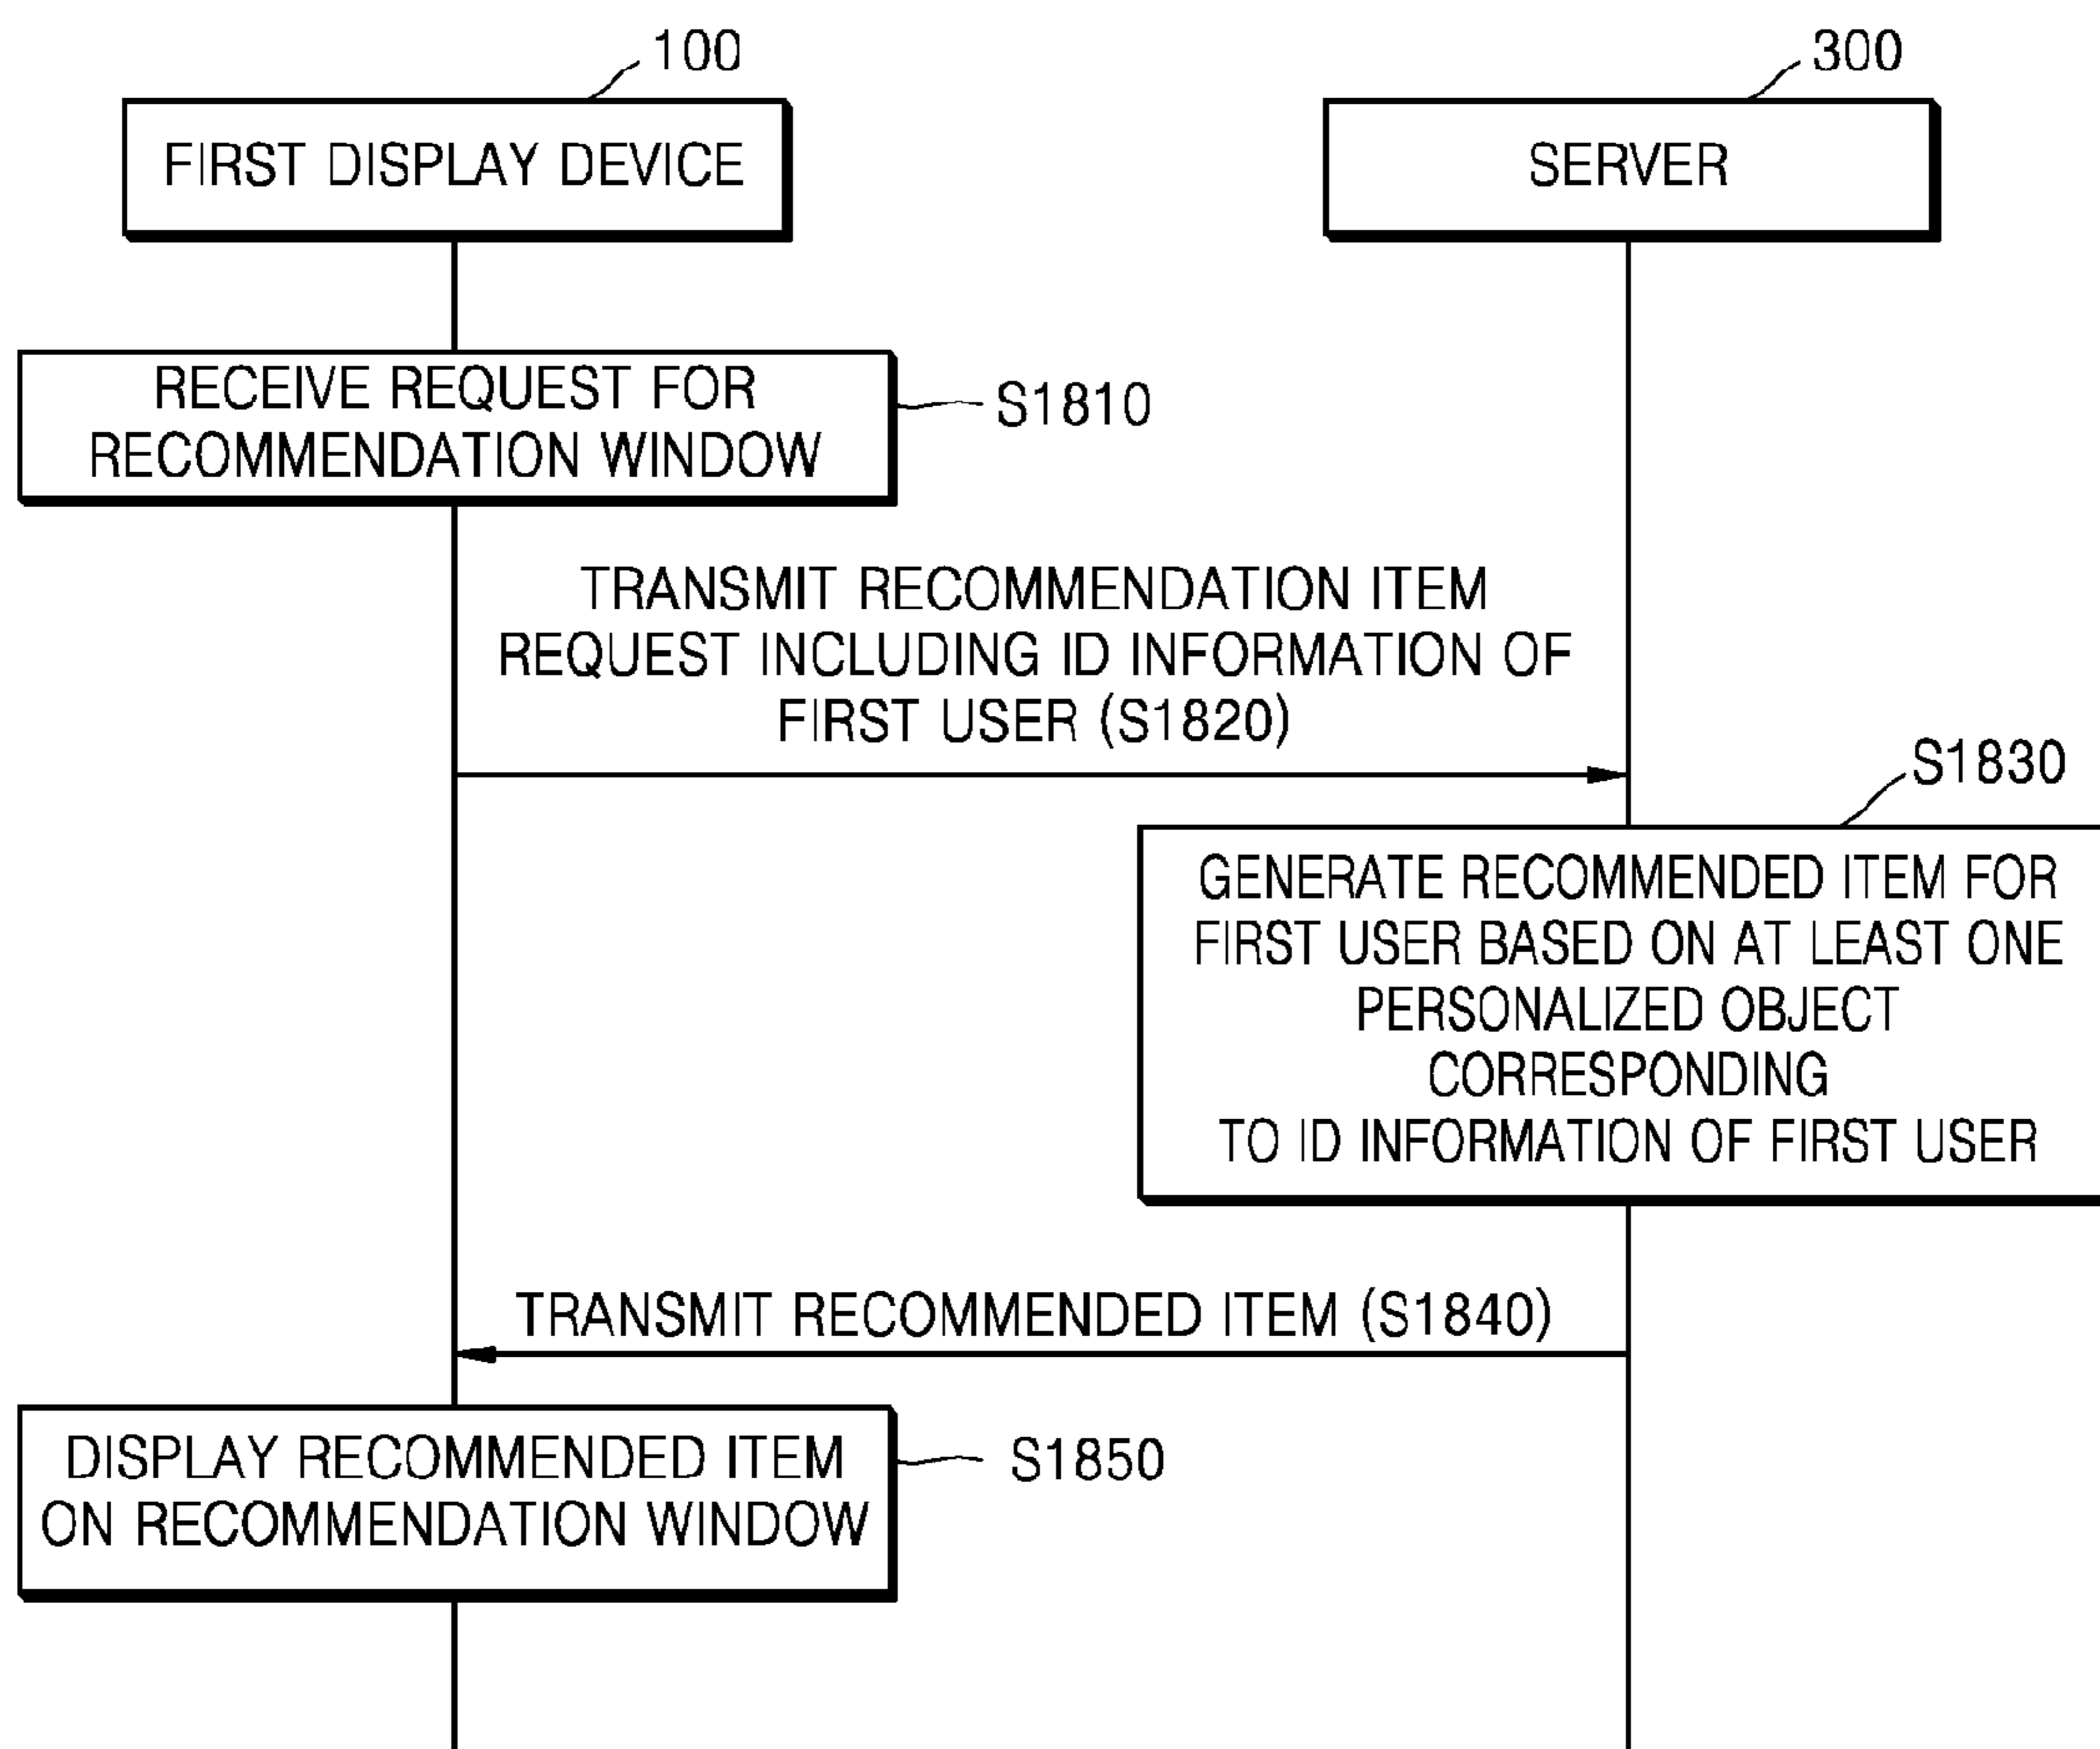 100
300
FIRST DISPLAY DEVICE
SERVER
RECEIVE REQUEST FOR
RECOMMENDATION WINDOW
S1810
TRANSMIT RECOMMENDATION ITEM
REQUEST INCLUDING ID INFORMATION OF
FIRST USER (S1820)
S1830
GENERATE RECOMMENDED ITEM FOR
FIRST USER BASED ON AT LEAST ONE
PERSONALIZED OBJECT
CORRESPONDING
TO ID INFORMATION OF FIRST USER
TRANSMIT RECOMMENDED ITEM (S1840)
DISPLAY RECOMMENDED ITEM
ON RECOMMENDATION WINDOW
S1850